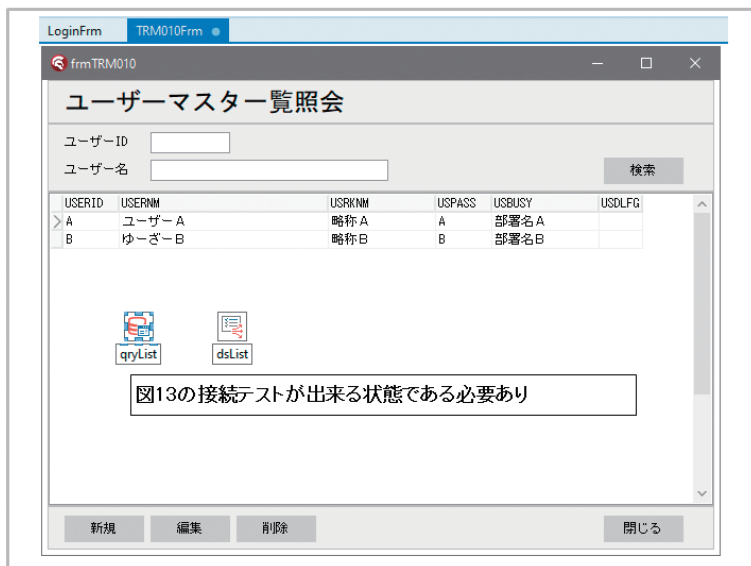 LoginFrm TRM010Frm
frmTRM010
ユーザーマスター覧照会
ユーザーID
ユーザー名
検索
USERID USERNM USRKNM USPASS USBUSY USDLFG
A ユーザーA 略称A A 部署名A
B ゆーざーB 略称B B 部署名B
qryList dsList
図13の接続テストが出来る状態である必要あり
新規 編集 削除 閉じる